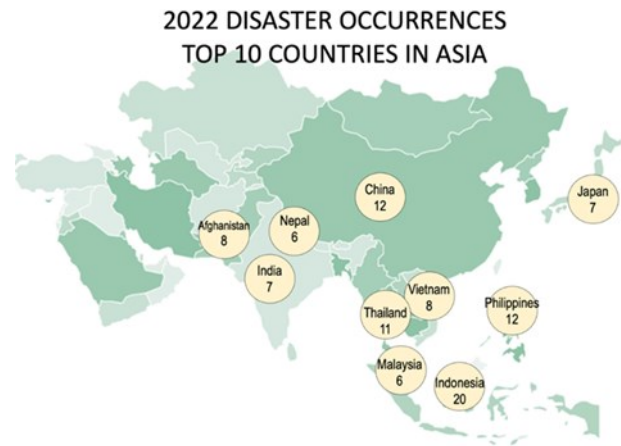 2022 DISASTER OCCURRENCES
TOP 10 COUNTRIES IN ASIA
China
12
Japan
7
Afghanistan
8
Nepal
6
India
7
Vietnam
8
Thailand
11
Philippines
12
Malaysia
6
Indonesia
20